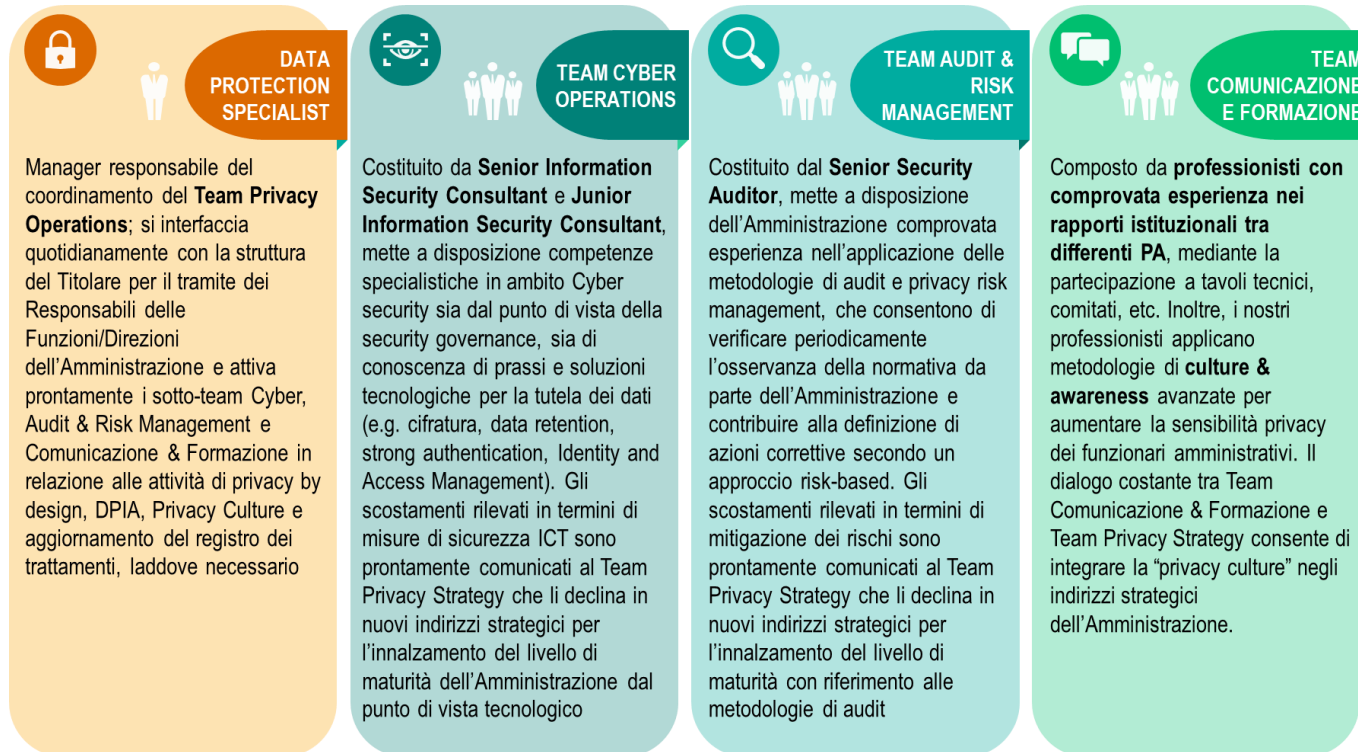 DATA
PROTECTION
SPECIALIST
Manager responsabile del
coordinamento del Team Privacy
Operations; si interfaccia
quotidianamente con la struttura
del Titolare per il tramite dei
Responsabili delle
Funzioni/Direzioni
dell’Amministrazione e attiva
prontamente i sotto-team Cyber,
Audit & Risk Management e
Comunicazione & Formazione in
relazione alle attività di privacy by
design, DPIA, Privacy Culture e
aggiornamento del registro dei
trattamenti, laddove necessario
TEAM CYBER
OPERATIONS
Costituito da Senior Information
Security Consultant e Junior
Information Security Consultant,
mette a disposizione competenze
specialistiche in ambito Cyber
security sia dal punto di vista della
security governance, sia di
conoscenza di prassi e soluzioni
tecnologiche per la tutela dei dati
(e.g. cifratura, data retention,
strong authentication, Identity and
Access Management). Gli
scostamenti rilevati in termini di
misure di sicurezza ICT sono
prontamente comunicati al Team
Privacy Strategy che li declina in
nuovi indirizzi strategici per
l’innalzamento del livello di
maturità dell’Amministrazione dal
punto di vista tecnologico
TEAM AUDIT &
RISK
MANAGEMENT
Costituito dal Senior Security
Auditor, mette a disposizione
dell’Amministrazione comprovata
esperienza nell’applicazione delle
metodologie di audit e privacy risk
management, che consentono di
verificare periodicamente
l’osservanza della normativa da
parte dell’Amministrazione e
contribuire alla definizione di
azioni correttive secondo un
approccio risk-based. Gli
scostamenti rilevati in termini di
mitigazione dei rischi sono
prontamente comunicati al Team
Privacy Strategy che li declina in
nuovi indirizzi strategici per
l’innalzamento del livello di
maturità con riferimento alle
metodologie di audit
TEAM
COMUNICAZIONE
E FORMAZIONE
Composto da professionisti con
comprovata esperienza nei
rapporti istituzionali tra
differenti PA, mediante la
partecipazione a tavoli tecnici,
comitati, etc. Inoltre, i nostri
professionisti applicano
metodologie di culture &
awareness avanzate per
aumentare la sensibilità privacy
dei funzionari amministrativi. Il
dialogo costante tra Team
Comunicazione & Formazione e
Team Privacy Strategy consente di
integrare la “privacy culture” negli
indirizzi strategici
dell’Amministrazione.